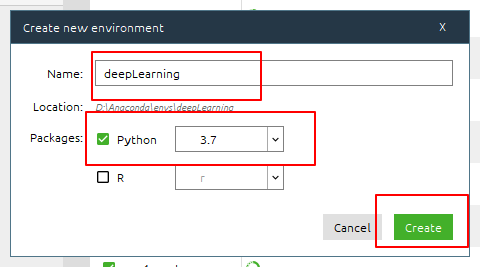 Create new environment X
Name: deepLearning
Location: D:\Anaconda\envs\deepLearning
Packages: Python 3.7
R r
Cancel Create